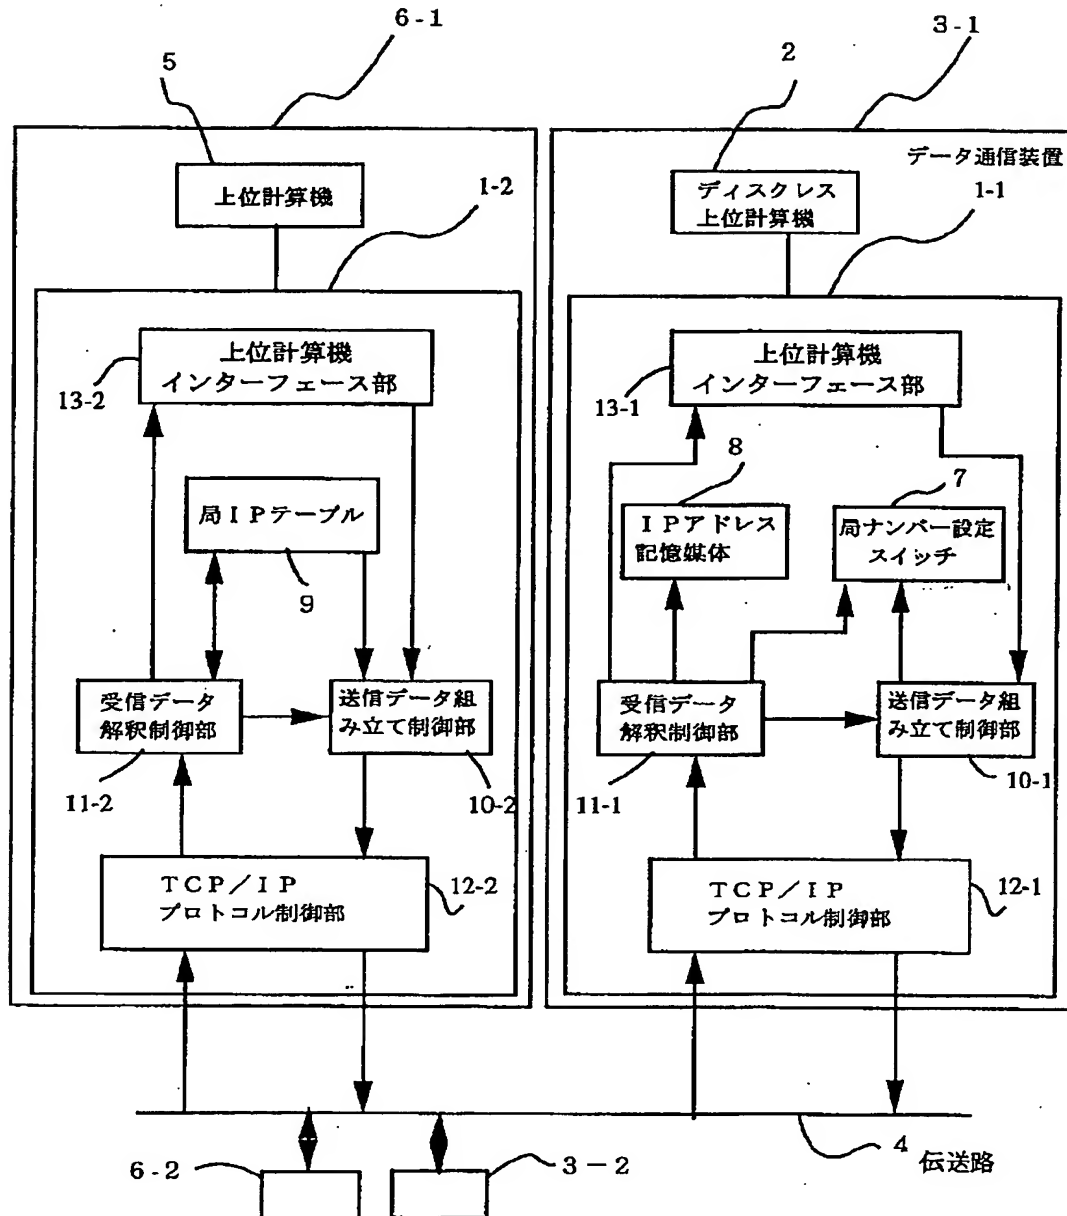 6-1
3-1
5
2
データ通信装置
上位計算機
1-2
ディスクレス
上位計算機
1-1
上位計算機
インターフェース部
13-2
上位計算機
インターフェース部
13-1
8
7
局IPテーブル
9
IPアドレス
記憶媒体
局ナンバー設定
スイッチ
受信データ
解釈制御部
送信データ組
み立て制御部
受信データ
解釈制御部
送信データ組
み立て制御部
11-2
10-2
11-1
10-1
TCP/IP
プロトコル制御部
12-2
TCP/IP
プロトコル制御部
12-1
6-2
3-2
4
伝送路